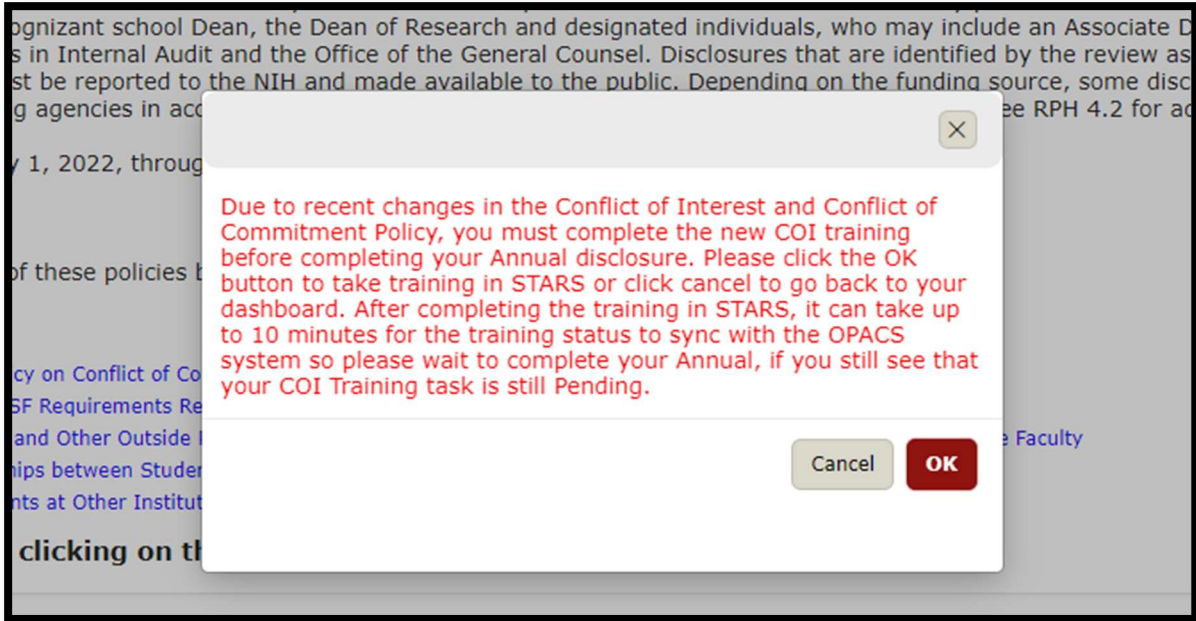 ognizant school Dean, the Dean of Research and designated individuals, who may include an Associate D
s in Internal Audit and the Office of the General Counsel. Disclosures that are identified by the review as
st be reported to the NIH and made available to the public. Depending on the funding source, some disc
g agencies in acc ee RPH 4.2 for ac
y 1, 2022, throug
Due to recent changes in the Conflict of Interest and Conflict of
Commitment Policy, you must complete the new COI training
before completing your Annual disclosure. Please click the OK
button to take training in STARS or click cancel to go back to your
dashboard. After completing the training in STARS, it can take up
to 10 minutes for the training status to sync with the OPACS
system so please wait to complete your Annual, if you still see that
your COI Training task is still Pending.
Cancel OK
of these policies b
cy on Conflict of Co
SF Requirements Re
and Other Outside e Faculty
hips between Studen
nts at Other Institut
clicking on th